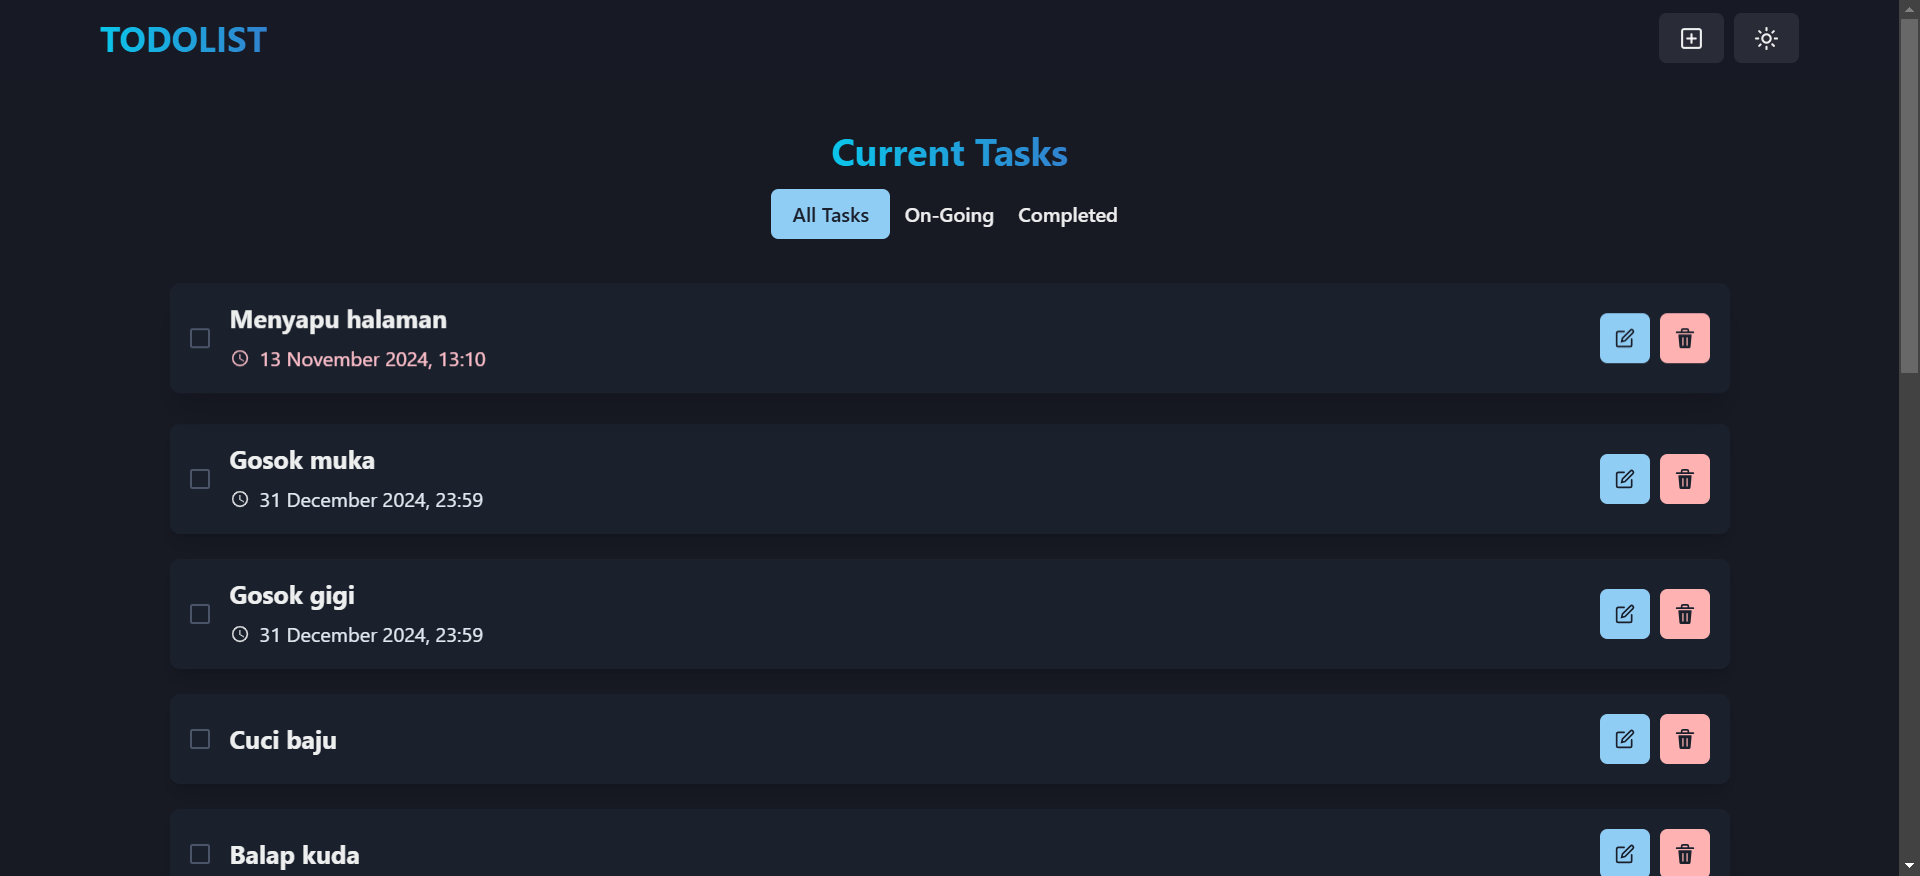 TODOLIST
Current Tasks
All Tasks On-Going Completed
Menyapu halaman
13 November 2024, 13:10
Gosok muka
31 December 2024, 23:59
Gosok gigi
31 December 2024, 23:59
Cuci baju
Balap kuda